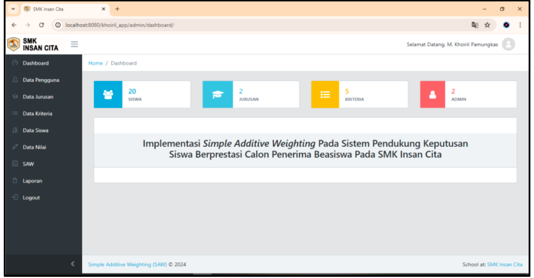 SMK Insan Cita
localhost:8080/khoiril_app/admin/dashboard/
SMK
INSAN CITA
Selamat Datang, M. Khoiril Pamungkas
Dashboard
Data Pengguna
Data Jurusan
Data Kriteria
Data Siswa
Data Nilai
SAW
Laporan
Logout
Home / Dashboard
20
SISWA
2
JURUSAN
5
KRITERIA
2
ADMIN
Implementasi Simple Additive Weighting Pada Sistem Pendukung Keputusan
Siswa Berprestasi Calon Penerima Beasiswa Pada SMK Insan Cita
Simple Additive Weighting (SAW) © 2024
School at: SMK Insan Cita